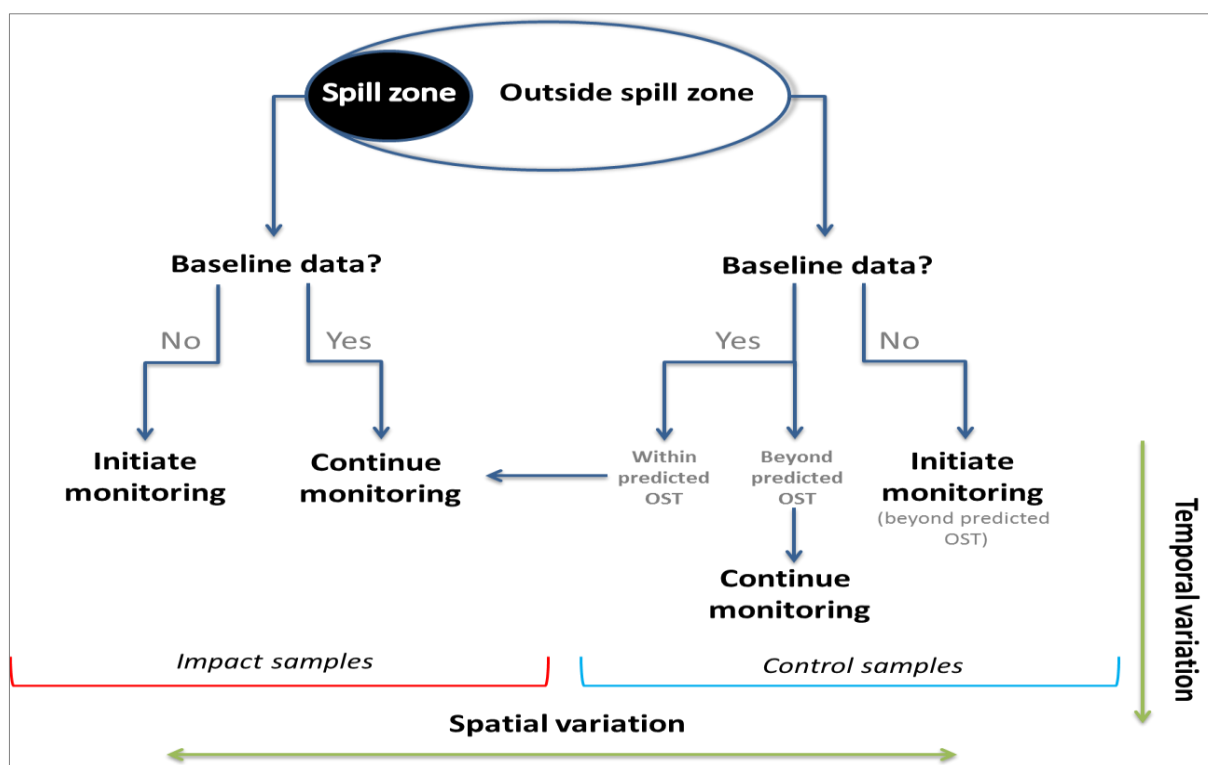 Spill zone
Outside spill zone
Baseline data?
Baseline data?
No
Yes
Yes
No
Initiate
monitoring
Continue
monitoring
Within
predicted
OST
Beyond
predicted
OST
Initiate
monitoring
(beyond predicted
OST)
Continue
monitoring
Impact samples
Control samples
Spatial variation
Temporal variation